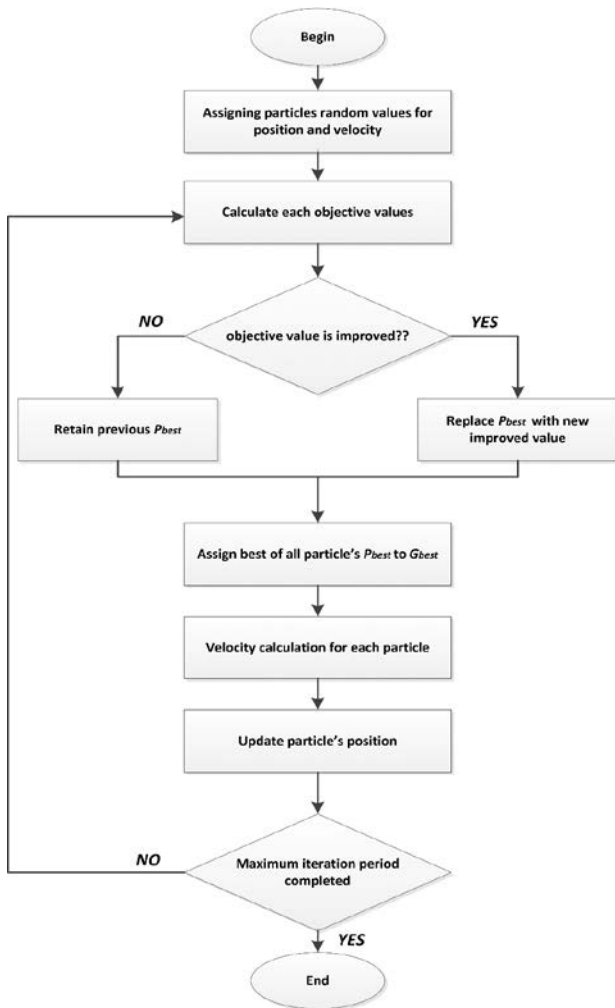 Begin
Assigning particles random values for
position and velocity
Calculate each objective values
NO
YES
objective value is improved??
Retain previous Pbest
Replace Pbest with new
improved value
Assign best of all particle's Pbest to Gbest
Velocity calculation for each particle
Update particle's position
NO
Maximum iteration period
completed
YES
End